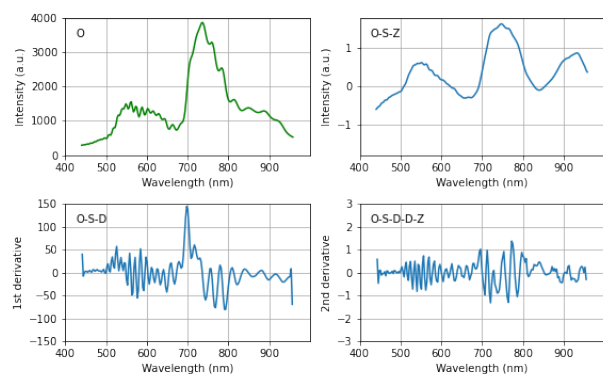 O
Intensity (a.u.)
4000
3000
2000
1000
0
400 500 600 700 800 900
Wavelength (nm)
O-S-Z
Intensity (a.u.)
1
0
−1
400 500 600 700 800 900
Wavelength (nm)
O-S-D
1st derivative
150
100
50
0
−50
−100
−150
400 500 600 700 800 900
Wavelength (nm)
O-S-D-D-Z
2nd derivative
3
2
1
0
−1
−2
−3
400 500 600 700 800 900
Wavelength (nm)